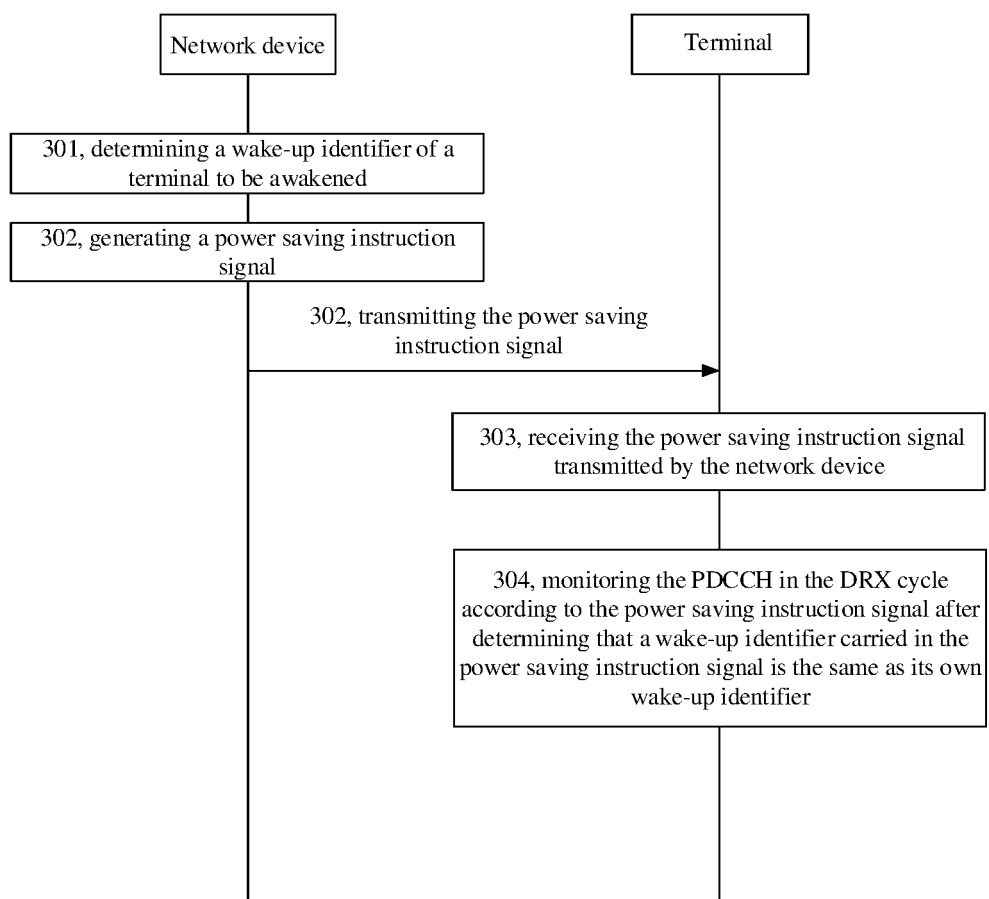 Network device
Terminal
301, determining a wake-up identifier of a
terminal to be awakened
302, generating a power saving instruction
signal
302, transmitting the power saving
instruction signal
303, receiving the power saving instruction signal
transmitted by the network device
304, monitoring the PDCCH in the DRX cycle
according to the power saving instruction signal after
determining that a wake-up identifier carried in the
power saving instruction signal is the same as its own
wake-up identifier